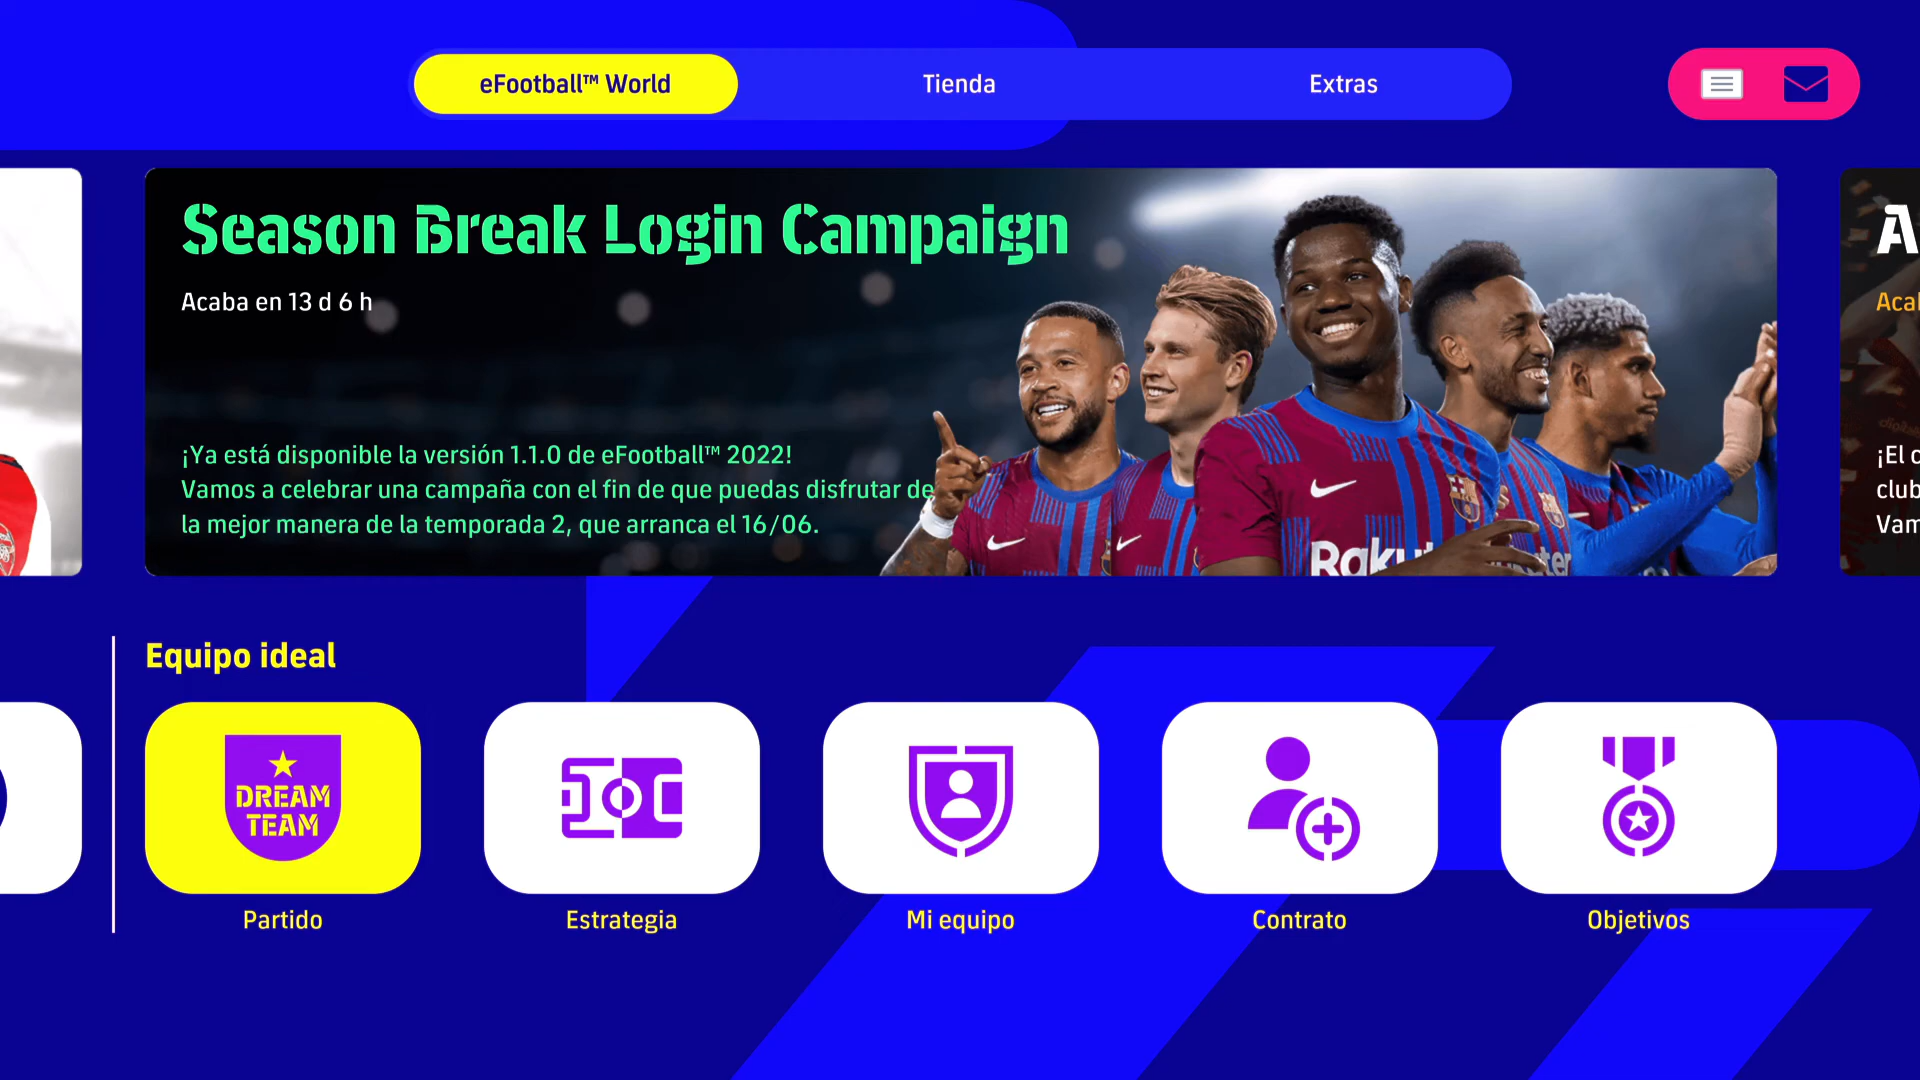 eFootball™ World
Tienda
Extras
Season Break Login Campaign
Acaba en 13 d 6 h
¡Ya está disponible la versión 1.1.0 de eFootball™ 2022!
Vamos a celebrar una campaña con el fin de que puedas disfrutar de
la mejor manera de la temporada 2, que arranca el 16/06.
A
¡El
Equipo ideal
DREAM
TEAM
Partido
Estrategia
Mi equipo
Contrato
Objetivos